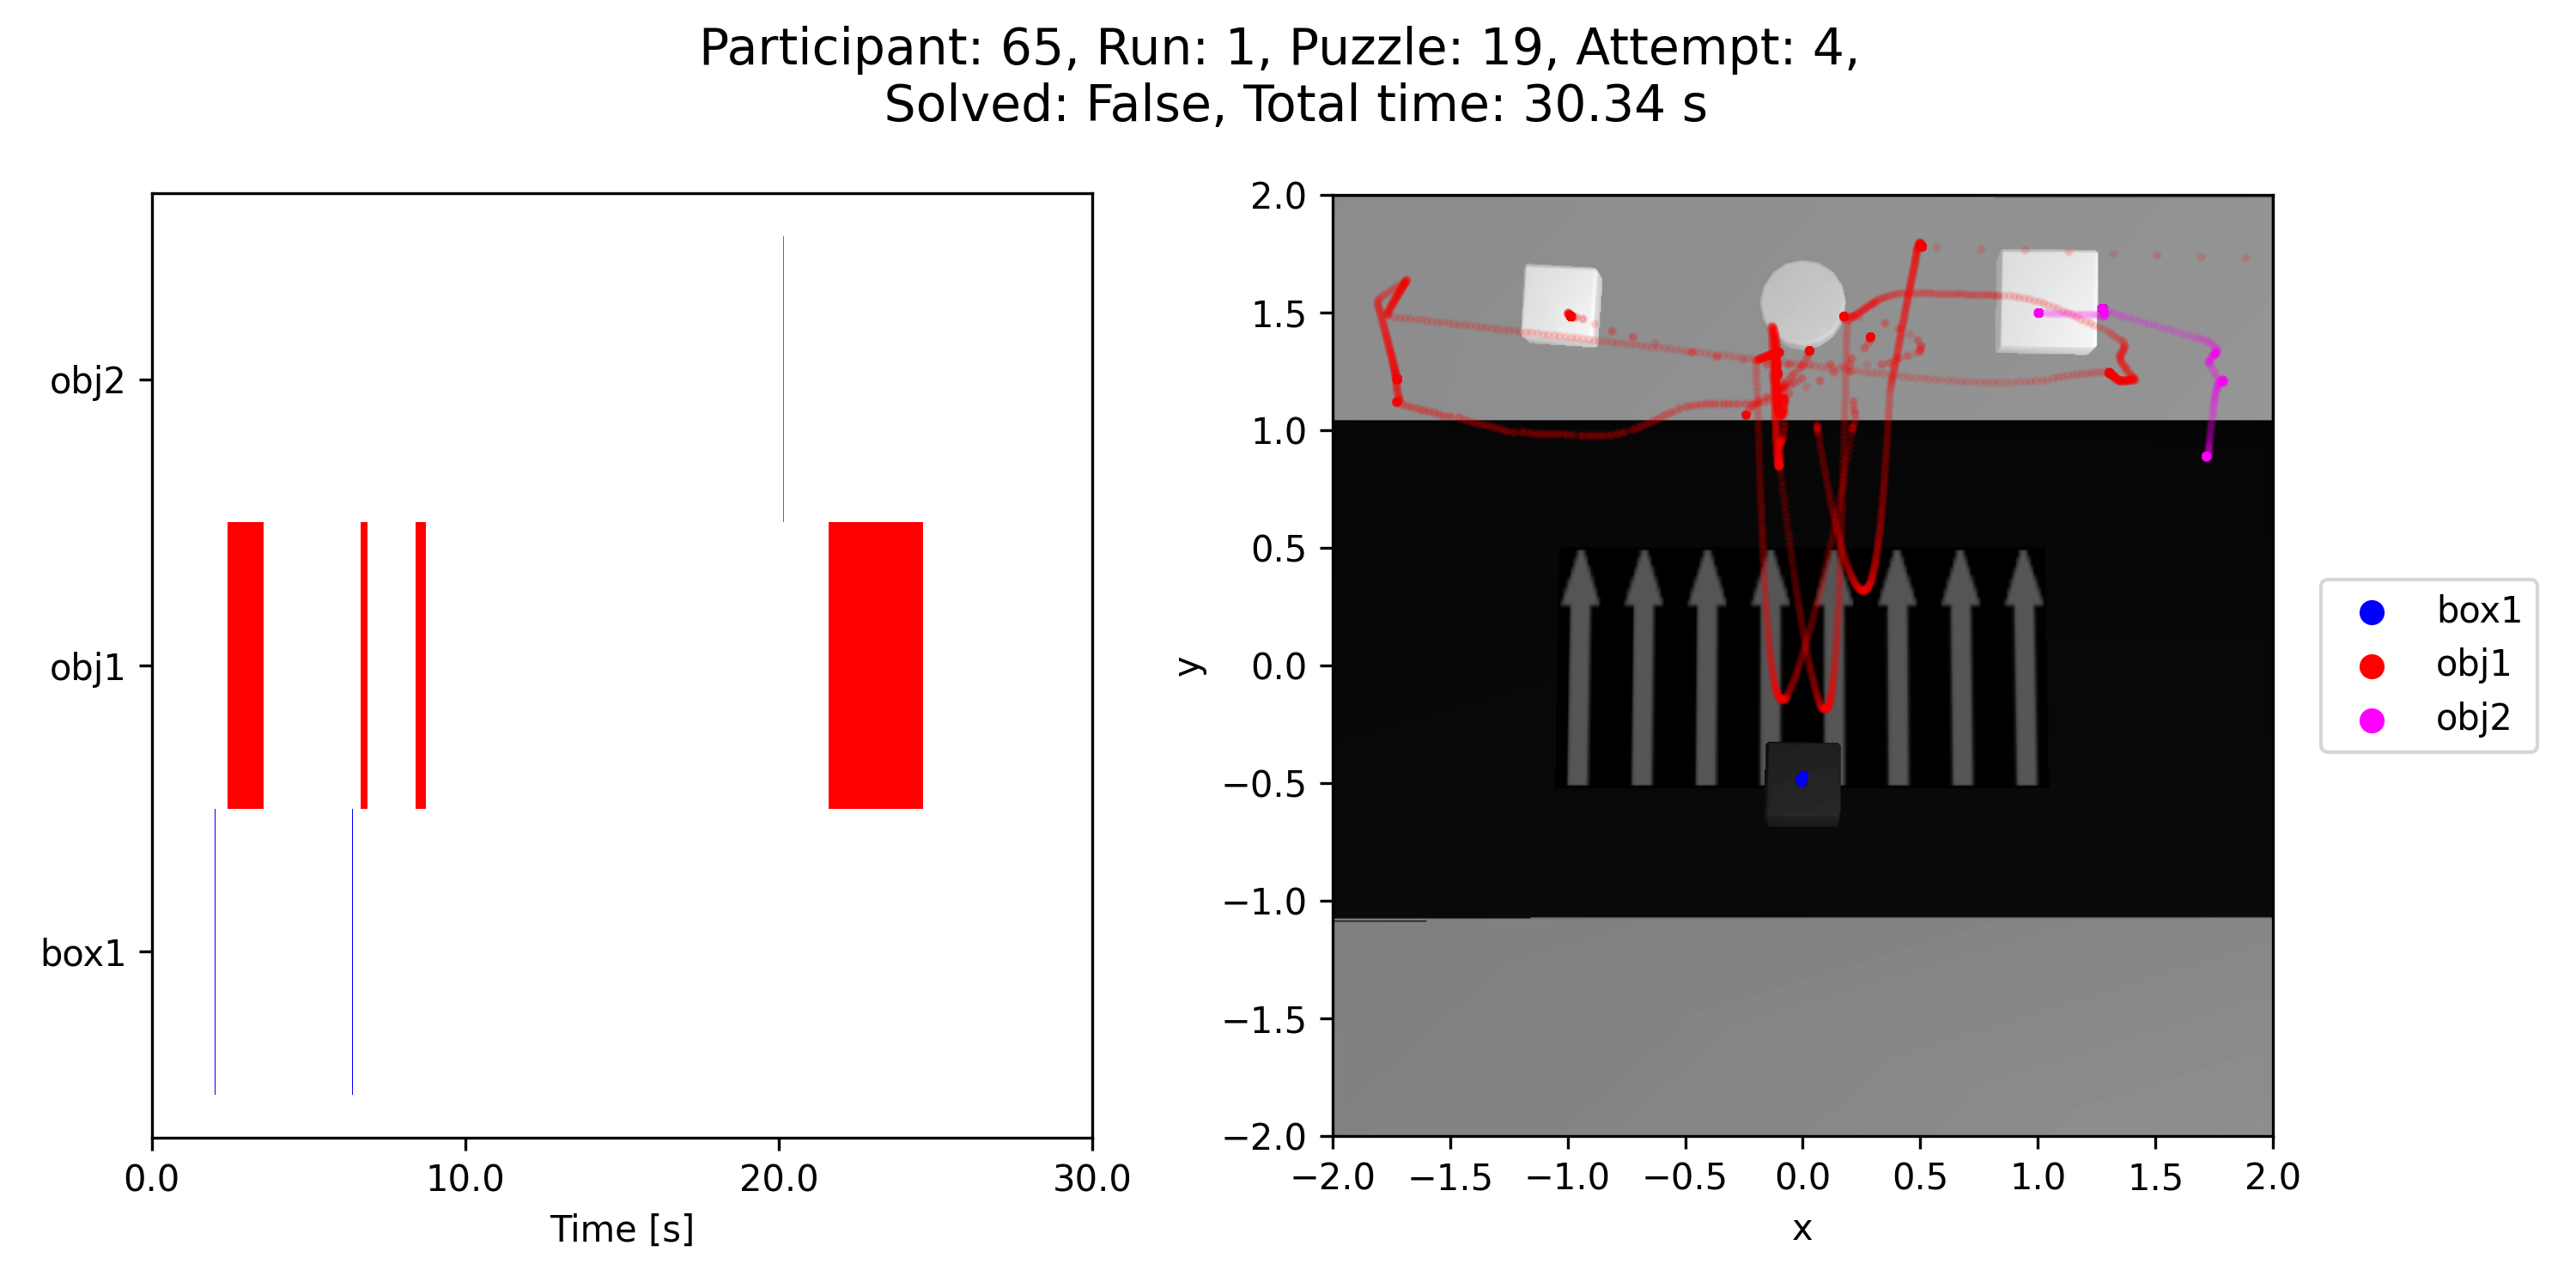 Participant: 65, Run: 1, Puzzle: 19, Attempt: 4,
Solved: False, Total time: 30.34 s
obj2
obj1
box1
0.0 10.0 20.0 30.0
Time [s]
2.0
1.5
1.0
0.5
0.0
−0.5
−1.0
−1.5
−2.0
y
−2.0 −1.5 −1.0 −0.5 0.0 0.5 1.0 1.5 2.0
x
box1
obj1
obj2